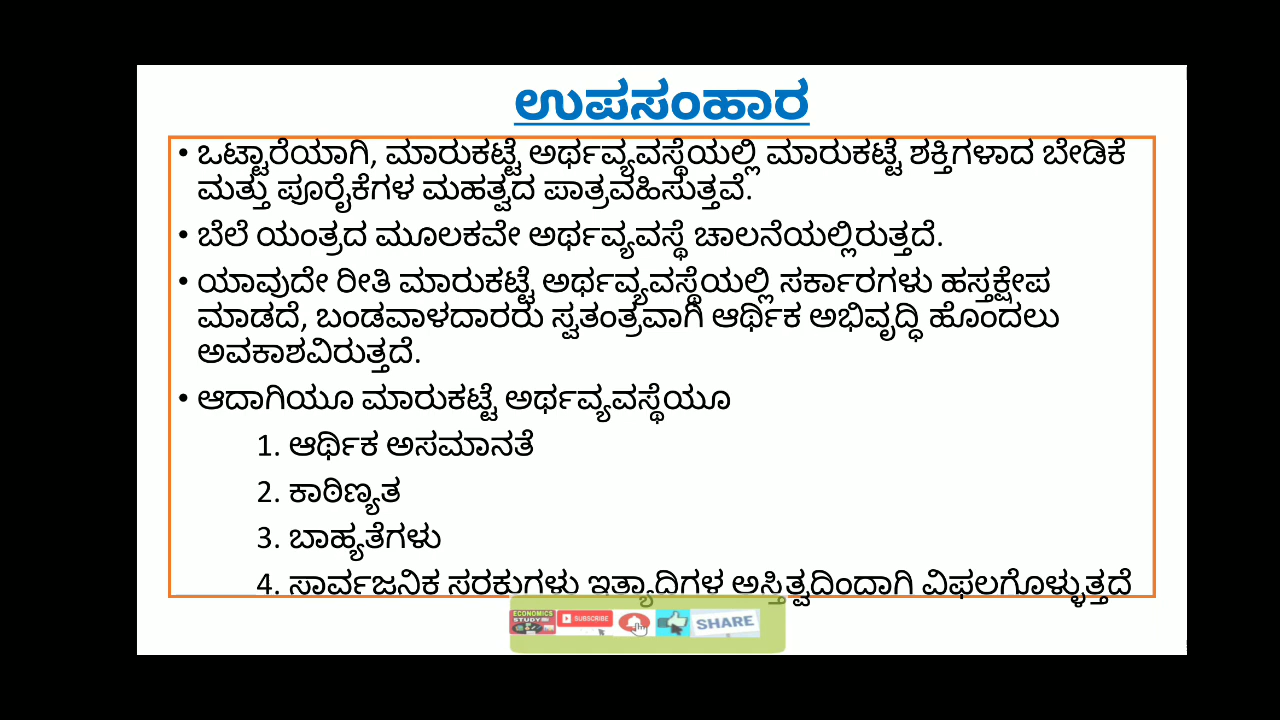 ಉಪಸಂಹಾರ
• ಒಟ್ಟಾರೆಯಾಗಿ, ಮಾರುಕಟ್ಟೆ ಅರ್ಥವ್ಯವಸ್ಥೆಯಲ್ಲಿ ಮಾರುಕಟ್ಟೆ ಶಕ್ತಿಗಳಾದ ಬೇಡಿಕೆ
ಮತ್ತು ಪೂರೈಕೆಗಳ ಮಹತ್ವದ ಪಾತ್ರವಹಿಸುತ್ತವೆ.
• ಬೆಲೆ ಯಂತ್ರದ ಮೂಲಕವೇ ಅರ್ಥವ್ಯವಸ್ಥೆ ಚಾಲನೆಯಲ್ಲಿರುತ್ತದೆ.
• ಯಾವುದೇ ರೀತಿ ಮಾರುಕಟ್ಟೆ ಅರ್ಥವ್ಯವಸ್ಥೆಯಲ್ಲಿ ಸರ್ಕಾರಗಳು ಹಸ್ತಕ್ಷೇಪ
ಮಾಡದೆ, ಬಂಡವಾಳದಾರರು ಸ್ವತಂತ್ರವಾಗಿ ಆರ್ಥಿಕ ಅಭಿವೃದ್ಧಿ ಹೊಂದಲು
ಅವಕಾಶವಿರುತ್ತದೆ.
• ಆದಾಗಿಯೂ ಮಾರುಕಟ್ಟೆ ಅರ್ಥವ್ಯವಸ್ಥೆಯೂ
1. ಆರ್ಥಿಕ ಅಸಮಾನತೆ
2. ಕಾಠಿಣ್ಯತ
3. ಬಾಹ್ಯತೆಗಳು
4. ಸಾರ್ವಜನಿಕ ಸರಕುಗಳು ಇತ್ಯಾದಿಗಳ ಅಸ್ತಿತ್ವದಿಂದಾಗಿ ವಿಫಲಗೊಳ್ಳುತ್ತದೆ
ECONOMICS STUDY SUBSCRIBE SHARE